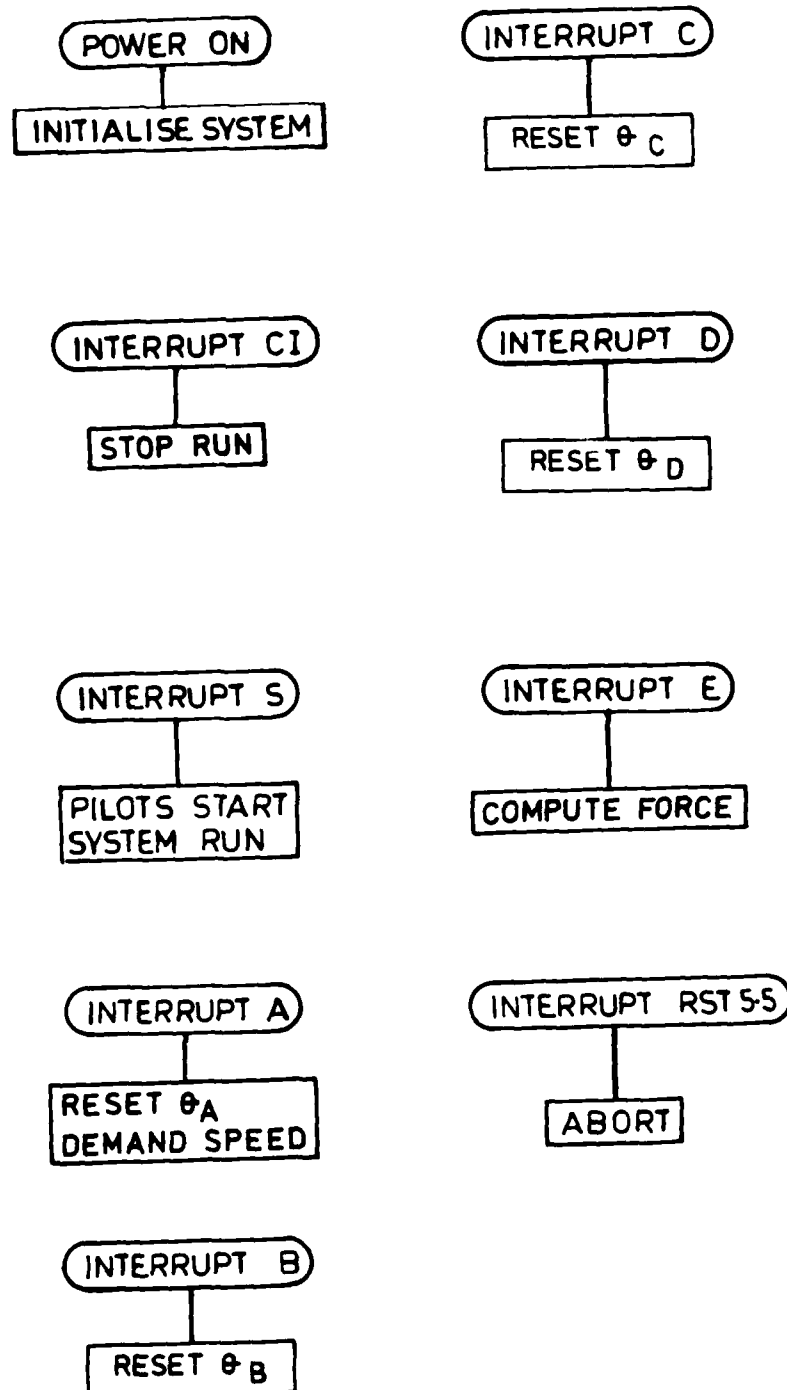 POWER ON
INITIALISE SYSTEM
INTERRUPT CI
STOP RUN
INTERRUPT S
PILOTS START
SYSTEM RUN
INTERRUPT A
RESET θA
DEMAND SPEED
INTERRUPT B
RESET θB
INTERRUPT C
RESET θC
INTERRUPT D
RESET θD
INTERRUPT E
COMPUTE FORCE
INTERRUPT RST 5·5
ABORT